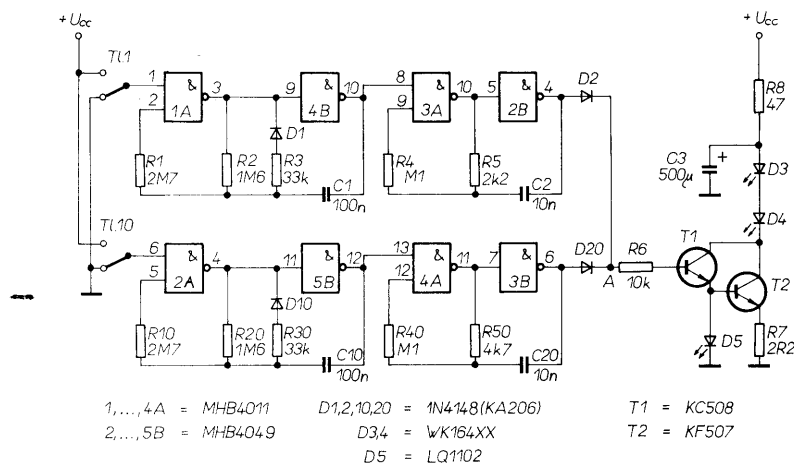 + Ucc
+ Ucc
Tl.1
1 & 3
2 1A
9 & 10
4B
8 & 10
9 3A
5 & 4
2B
D2
R8
47
D1
R1
2M7
R2
1M6
R3
33k
C1
100n
R4
M1
R5
2k2
C2
10n
C3 +
500µ
D3
D4
Tl.10
6 & 4
5 2A
11 & 12
5B
13 & 11
12 4A
7 & 6
3B
D20
A
R6
10k
T1
T2
D10
R10
2M7
R20
1M6
R30
33k
C10
100n
R40
M1
R50
4k7
C20
10n
D5
R7
2R2
1,...,4A = MHB4011
D1,2,10,20 = 1N4148(KA206)
T1 = KC508
2,...,5B = MHB4049
D3,4 = WK164XX
T2 = KF507
D5 = LQ1102